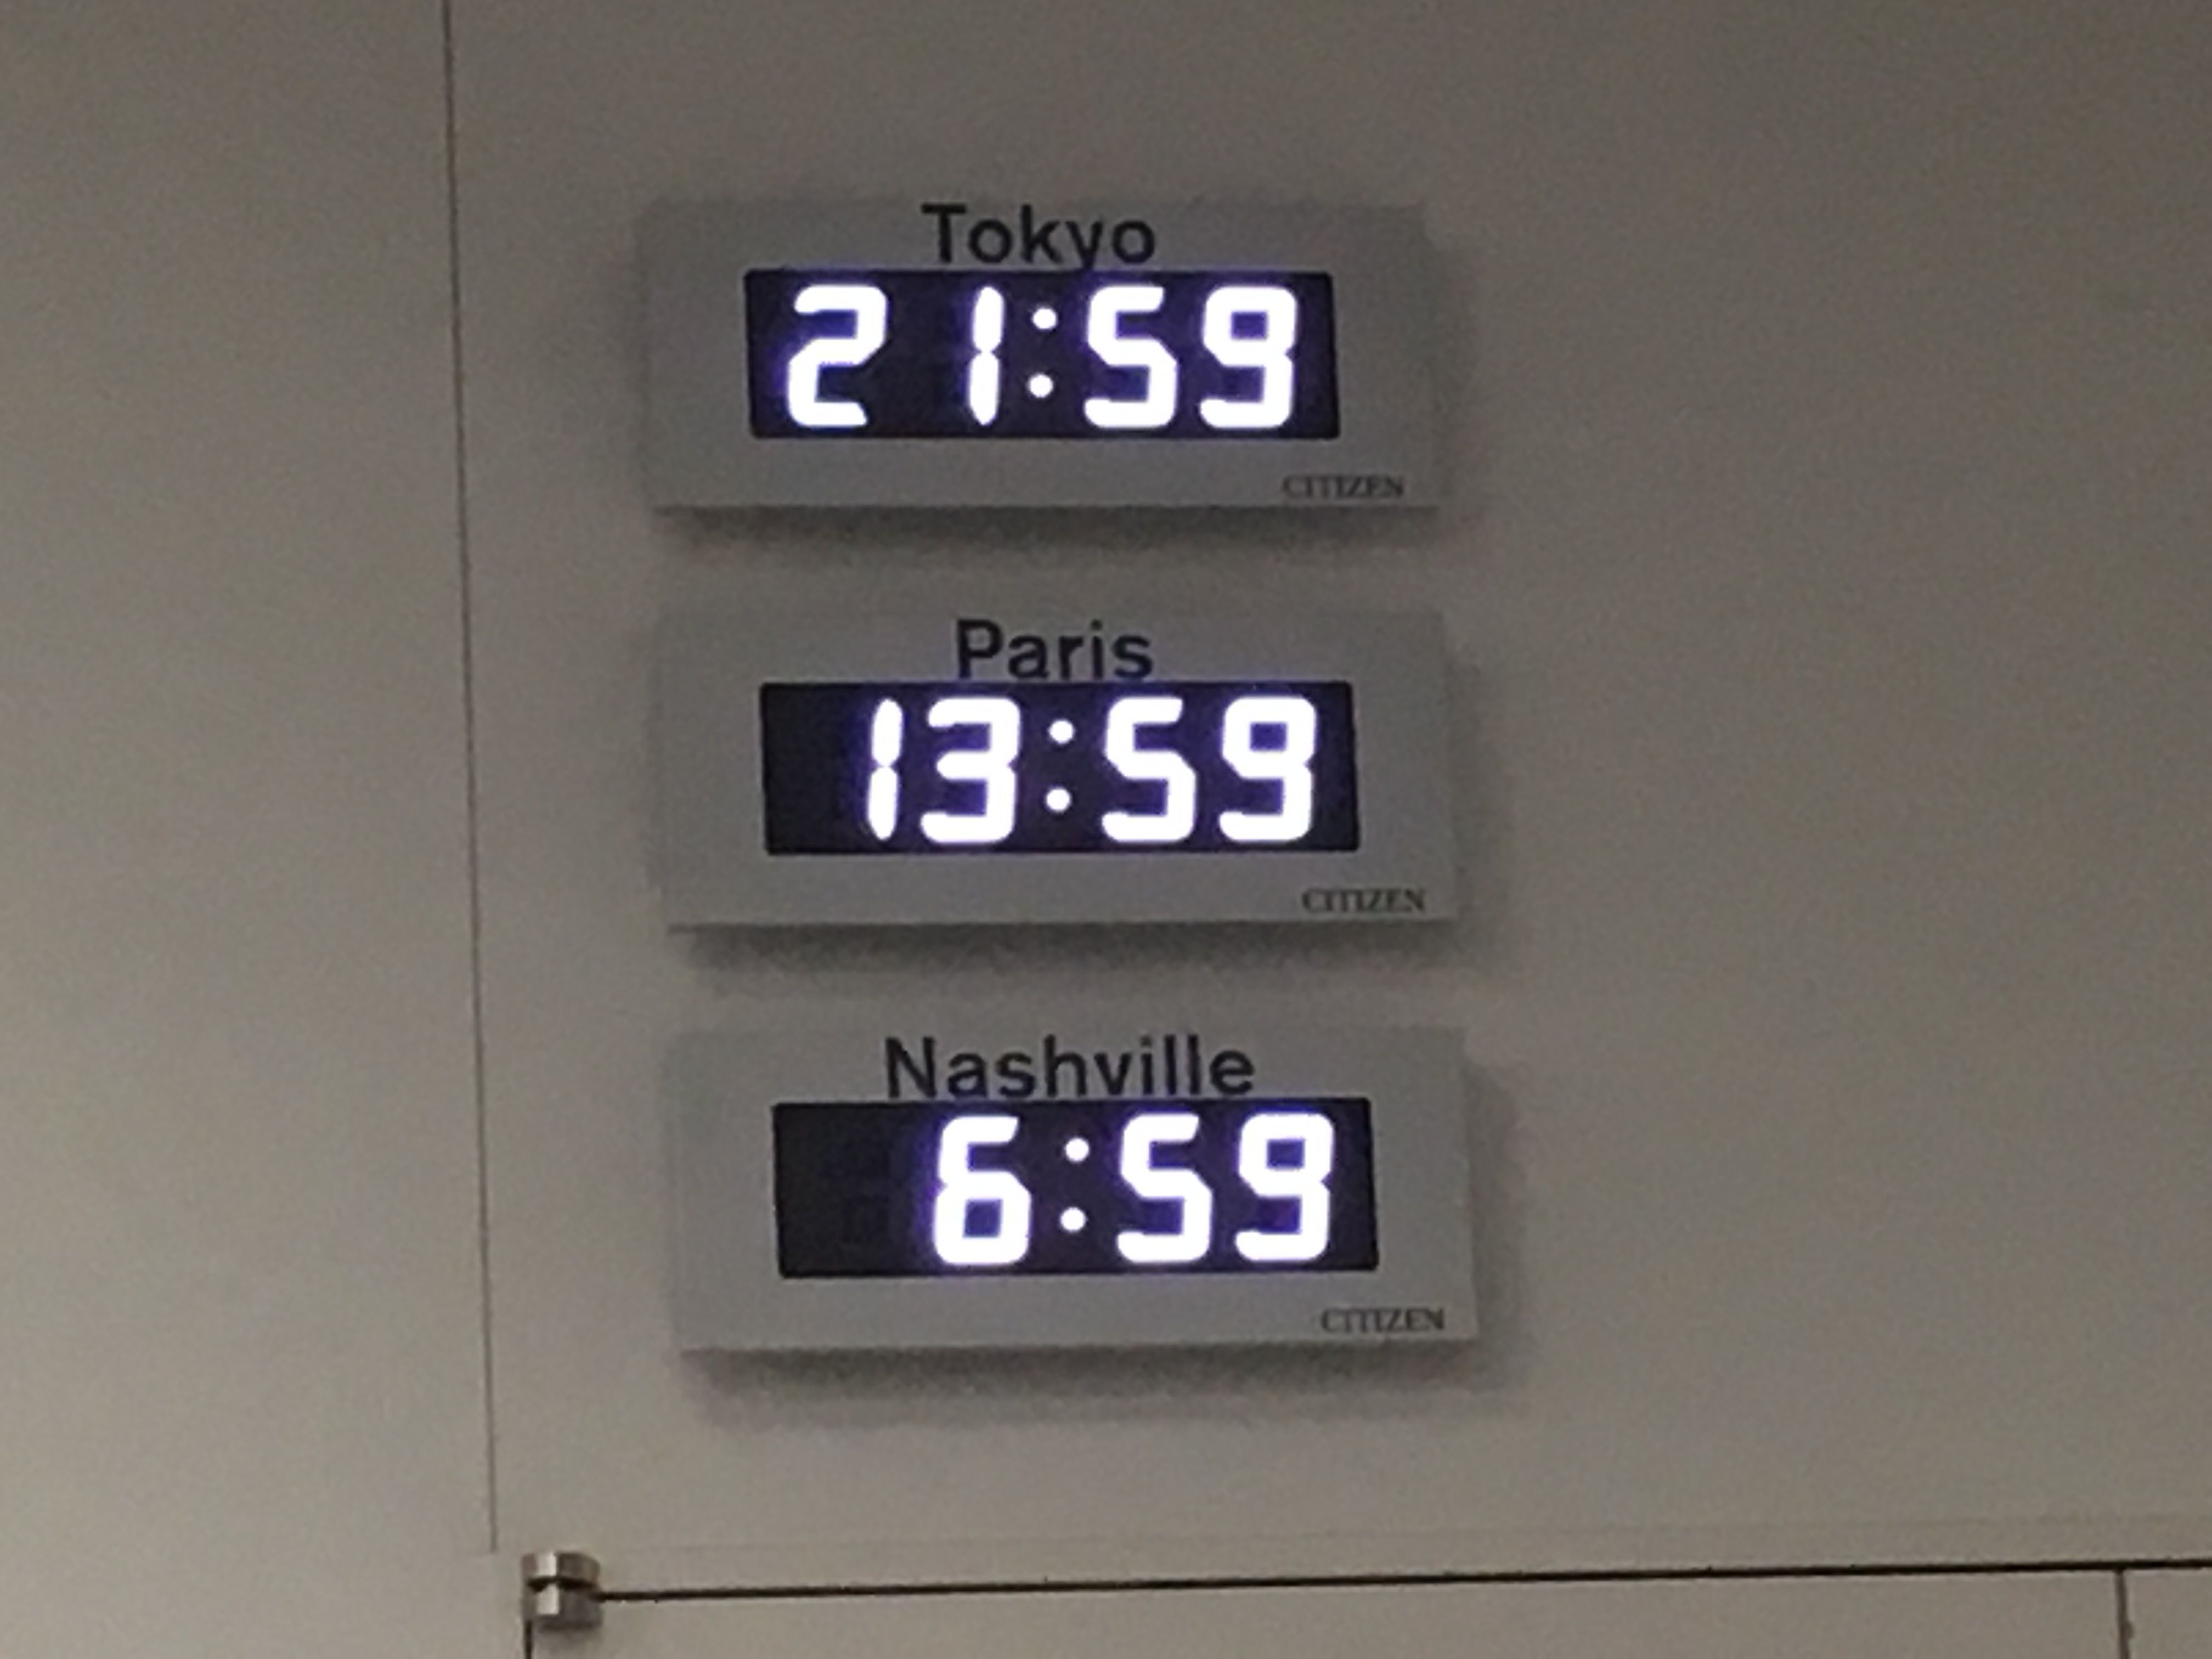 Tokyo
21:59
CITIZEN
Paris
13:59
CITIZEN
Nashville
6:59
CITIZEN